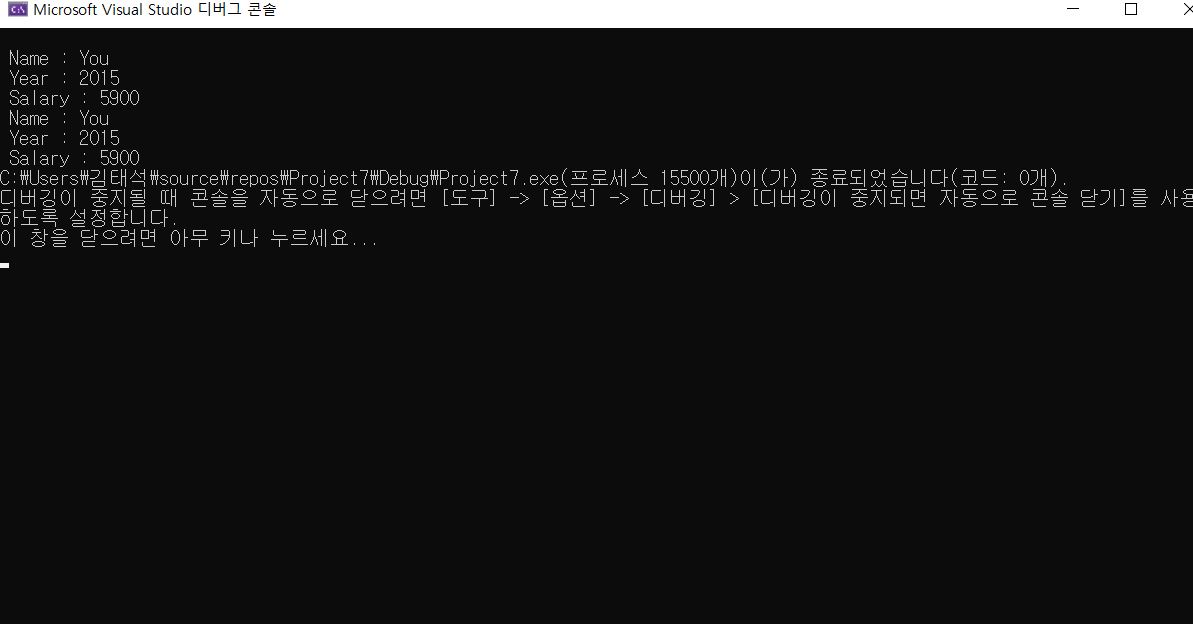 Microsoft Visual Studio 디버그 콘솔
Name : You
Year : 2015
Salary : 5900
Name : You
Year : 2015
Salary : 5900
C:₩Users₩김태석₩source₩repos₩Project7₩Debug₩Project7.exe(프로세스 15500개)이(가) 종료되었습니다(코드: 0개).
디버깅이 중지될 때 콘솔을 자동으로 닫으려면 [도구] -> [옵션] -> [디버깅] > [디버깅이 중지되면 자동으로 콘솔 닫기]를 사용
하도록 설정합니다.
이 창을 닫으려면 아무 키나 누르세요...